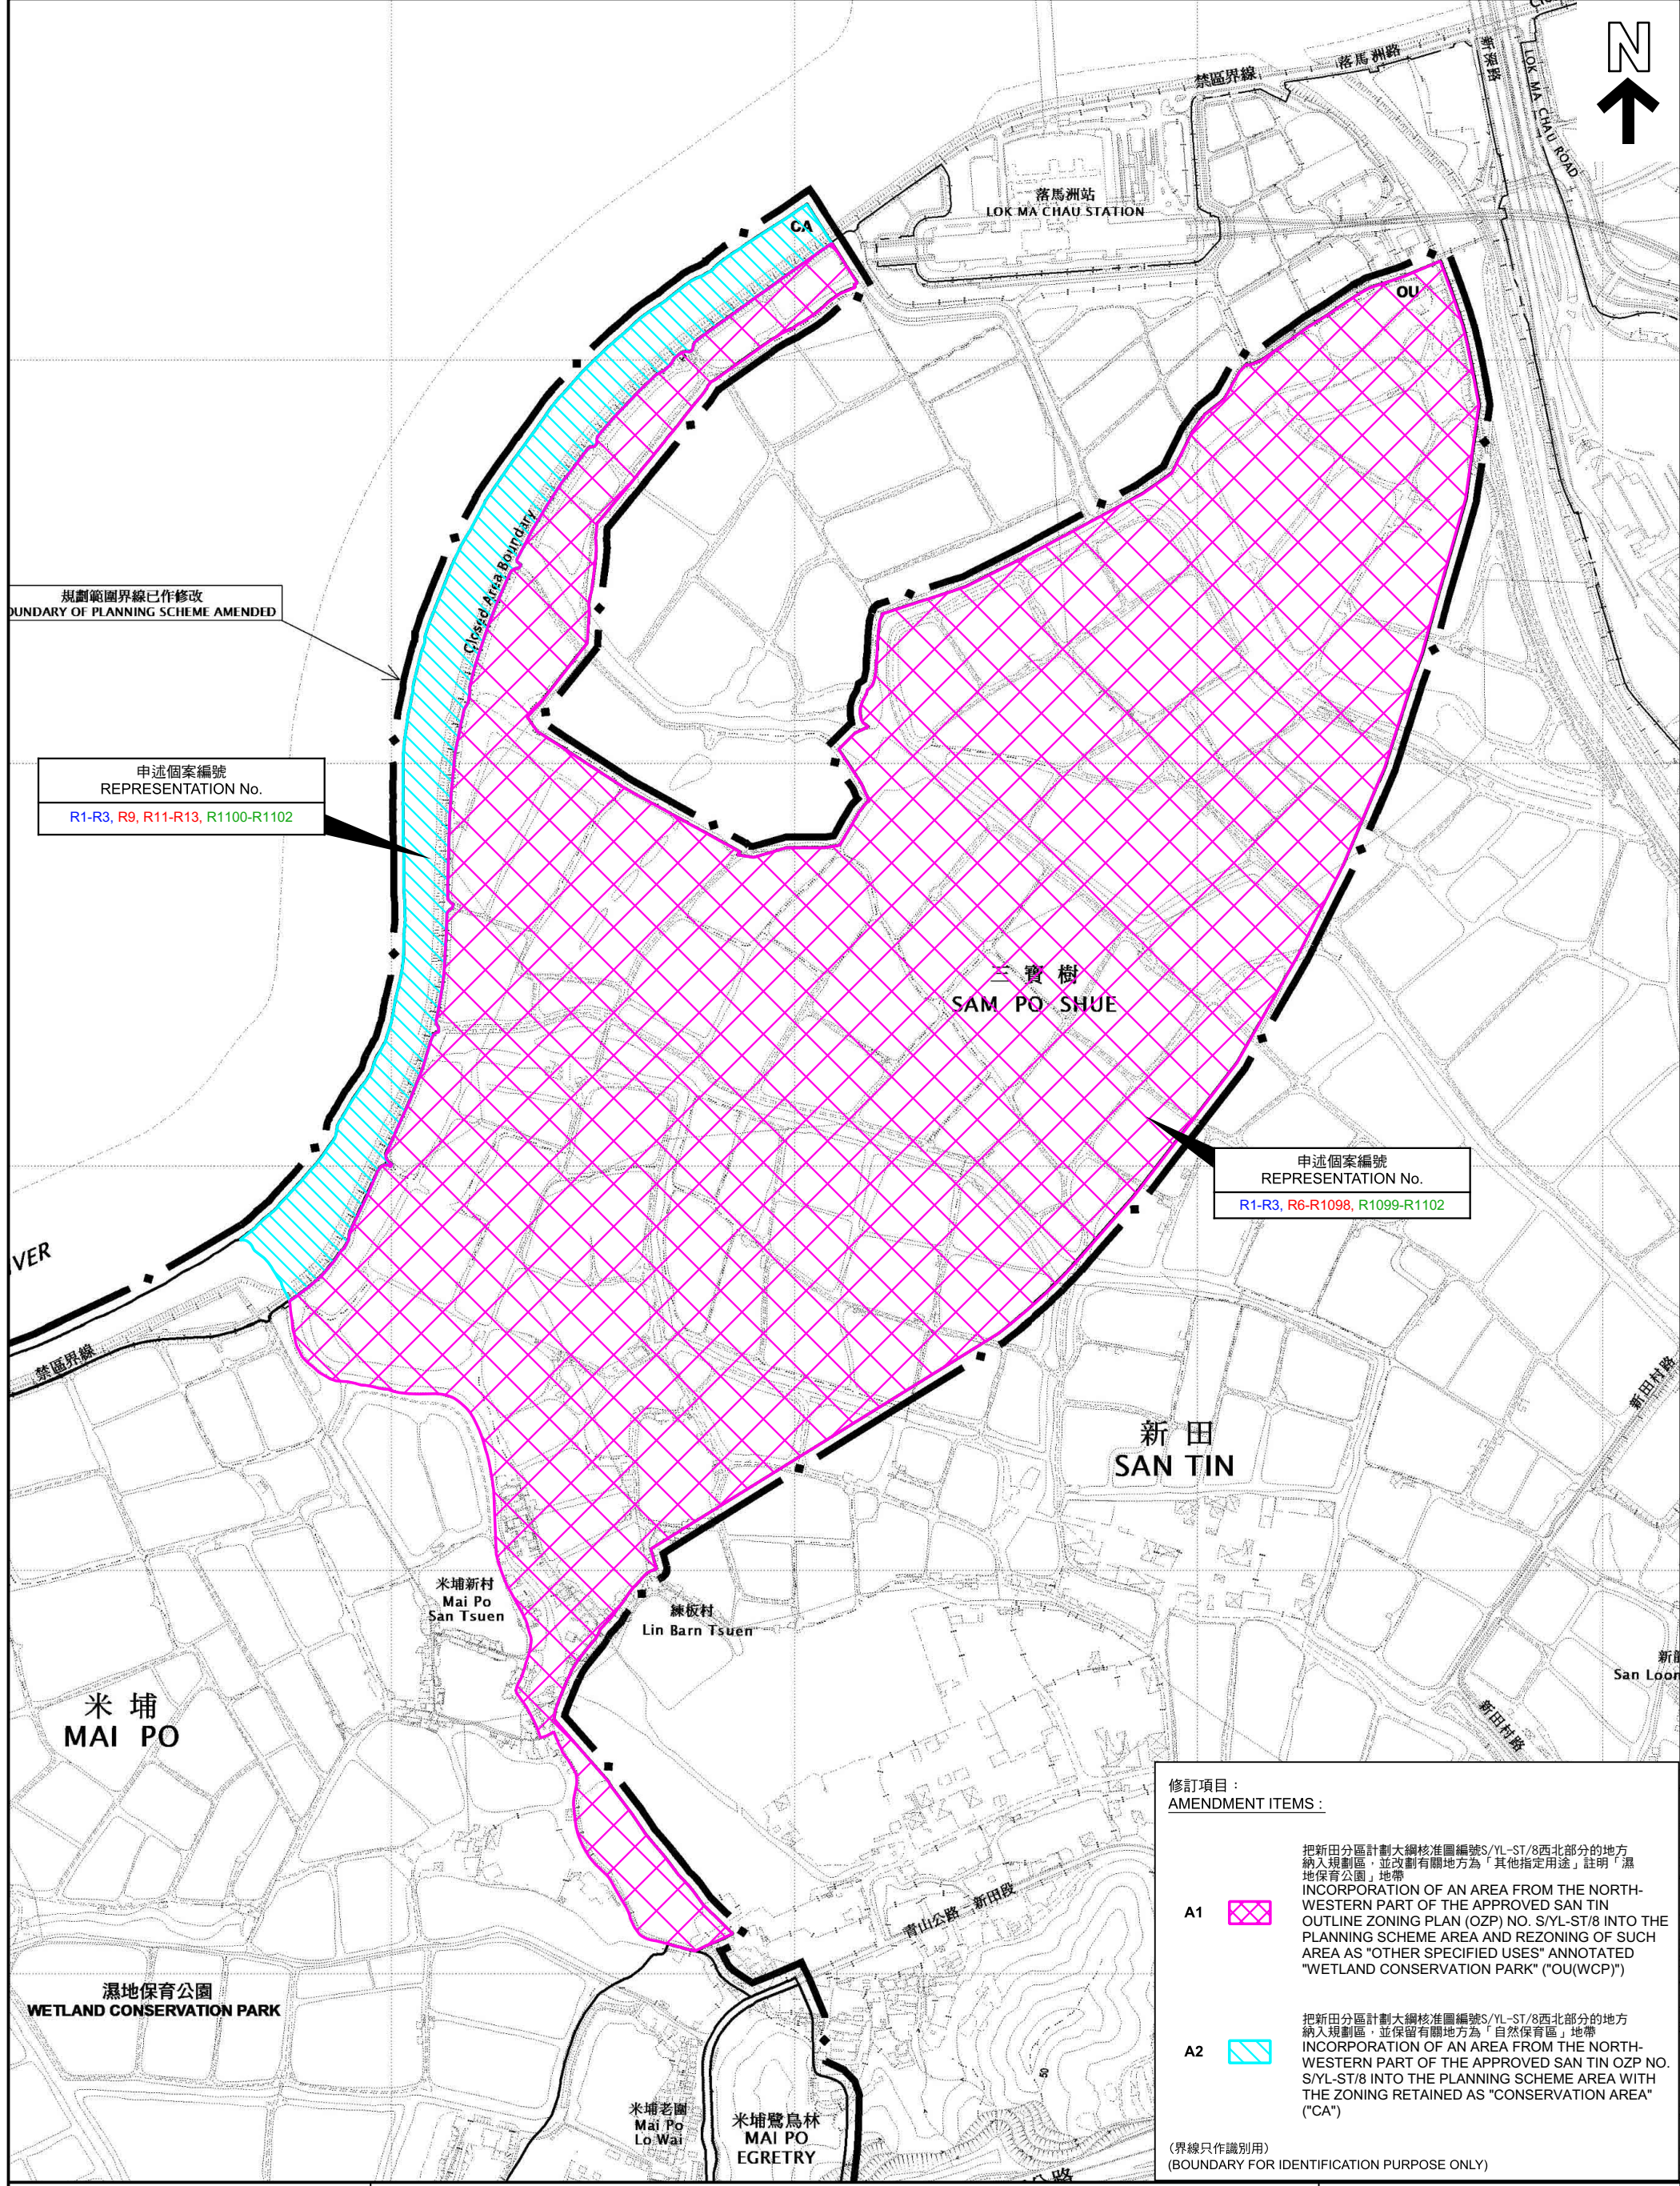 N
落馬洲路
禁區界線
新深路
LOK MA CHAU ROAD
落馬洲站
LOK MA CHAU STATION
CA
OU
Closed Area Boundary
規劃範圍界線已作修改
OUNDARY OF PLANNING SCHEME AMENDED
申述個案編號
REPRESENTATION No.
R1-R3, R9, R11-R13, R1100-R1102
三寶樹
SAM PO SHUE
申述個案編號
REPRESENTATION No.
R1-R3, R6-R1098, R1099-R1102
IVER
禁區界線
新田村路
新田
SAN TIN
米埔新村
Mai Po
San Tsuen
練板村
Lin Barn Tsuen
San Loon
新田村路
米埔
MAI PO
青山公路
新田段
濕地保育公園
WETLAND CONSERVATION PARK
米埔老圍
Mai Po
Lo Wai
米埔鷺鳥林
MAI PO
EGRETRY
50
公路
修訂項目：
AMENDMENT ITEMS :
A1
把新田分區計劃大綱核准圖編號S/YL-ST/8西北部分的地方
納入規劃區，並改劃有關地方為「其他指定用途」註明「濕
地保育公園」地帶
INCORPORATION OF AN AREA FROM THE NORTH-
WESTERN PART OF THE APPROVED SAN TIN
OUTLINE ZONING PLAN (OZP) NO. S/YL-ST/8 INTO THE
PLANNING SCHEME AREA AND REZONING OF SUCH
AREA AS "OTHER SPECIFIED USES" ANNOTATED
"WETLAND CONSERVATION PARK" ("OU(WCP)")
A2
把新田分區計劃大綱核准圖編號S/YL-ST/8西北部分的地方
納入規劃區，並保留有關地方為「自然保育區」地帶
INCORPORATION OF AN AREA FROM THE NORTH-
WESTERN PART OF THE APPROVED SAN TIN OZP NO.
S/YL-ST/8 INTO THE PLANNING SCHEME AREA WITH
THE ZONING RETAINED AS "CONSERVATION AREA"
("CA")
(界線只作識別用)
(BOUNDARY FOR IDENTIFICATION PURPOSE ONLY)